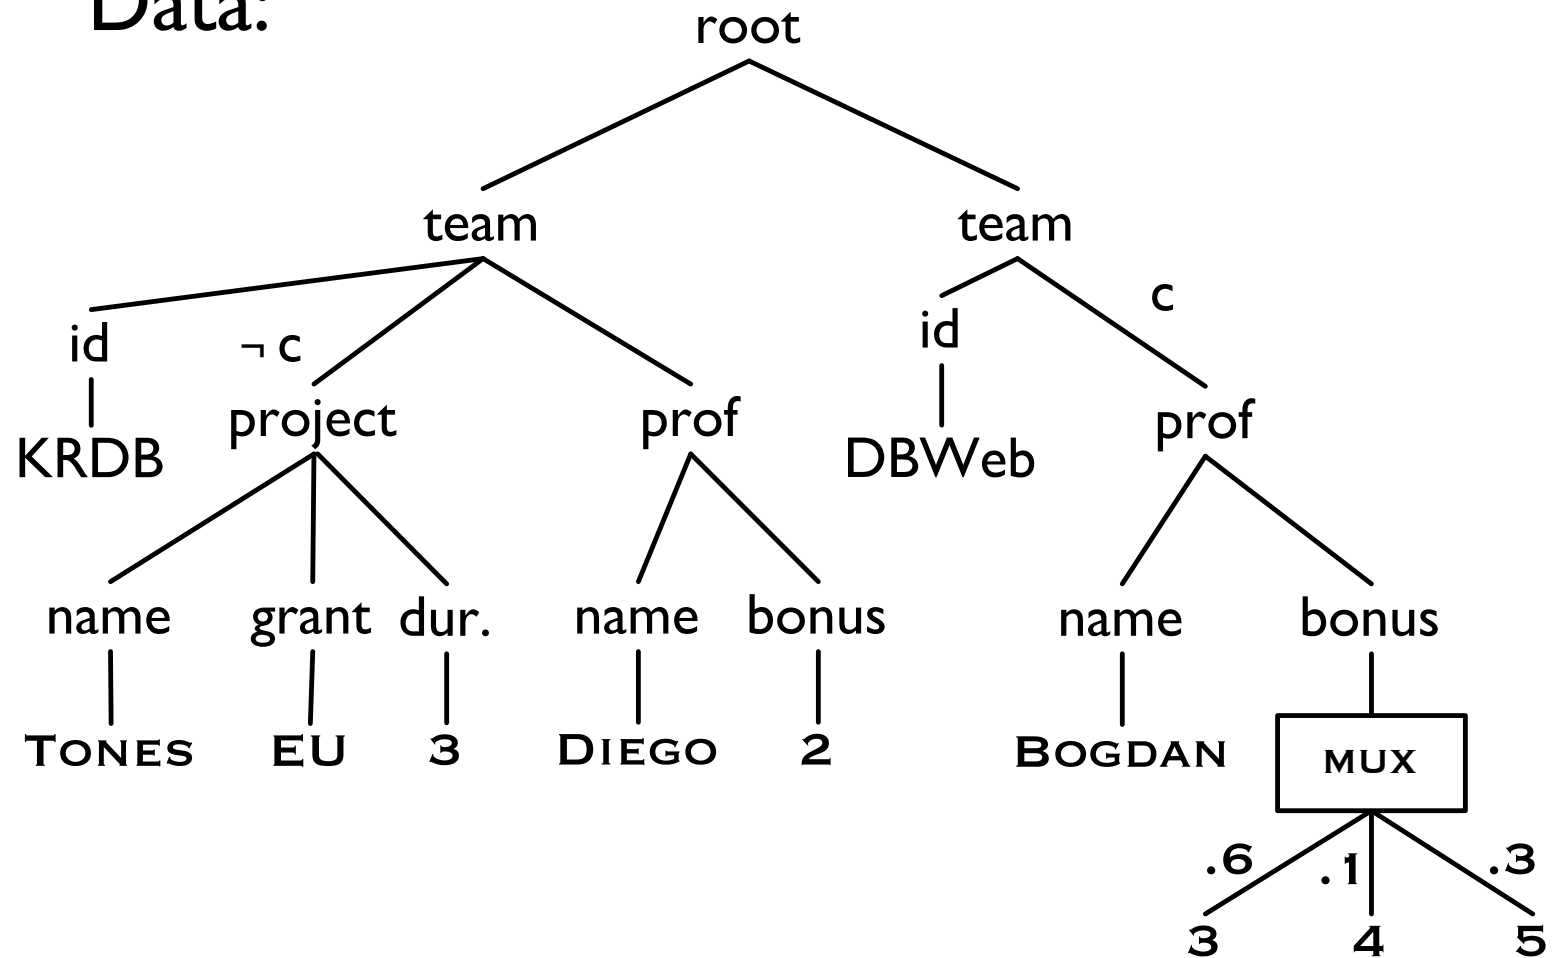 Data:
root
team team
c
id ¬ c id
project prof prof
KRDB DBWeb
name grant dur. name bonus name bonus
TONES EU 3 DIEGO 2 BOGDAN MUX
.6 .1 .3
3 4 5